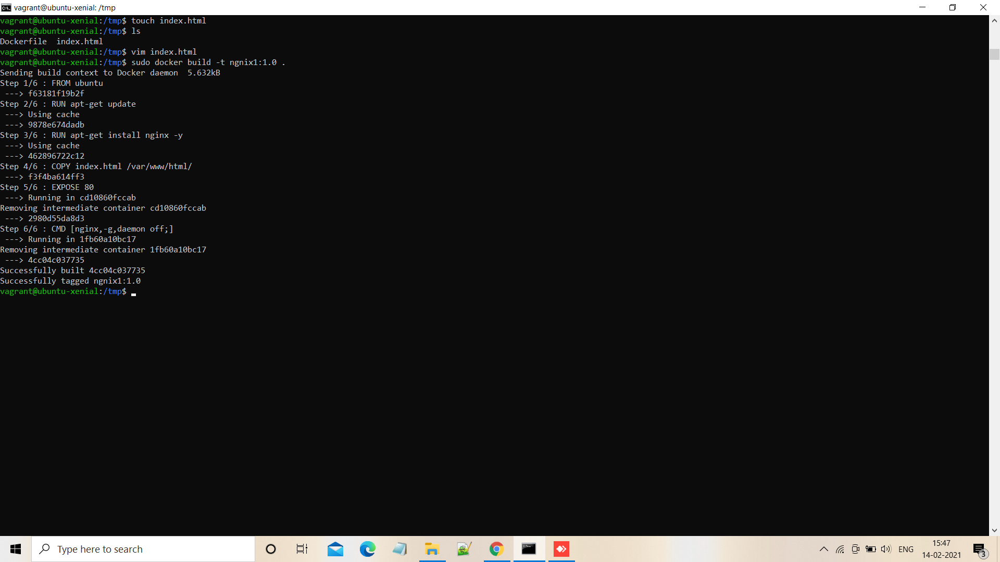 vagrant@ubuntu-xenial: /tmp
vagrant@ubuntu-xenial:/tmp$ touch index.html
vagrant@ubuntu-xenial:/tmp$ ls
Dockerfile  index.html
vagrant@ubuntu-xenial:/tmp$ vim index.html
vagrant@ubuntu-xenial:/tmp$ sudo docker build -t ngnix1:1.0 .
Sending build context to Docker daemon  5.632kB
Step 1/6 : FROM ubuntu
 ---> f63181f19b2f
Step 2/6 : RUN apt-get update
 ---> Using cache
 ---> 9878e674dadb
Step 3/6 : RUN apt-get install nginx -y
 ---> Using cache
 ---> 462896722c12
Step 4/6 : COPY index.html /var/www/html/
 ---> f3f4ba614ff3
Step 5/6 : EXPOSE 80
 ---> Running in cd10860fccab
Removing intermediate container cd10860fccab
 ---> 2980d55da8d3
Step 6/6 : CMD [nginx,-g,daemon off;]
 ---> Running in 1fb60a10bc17
Removing intermediate container 1fb60a10bc17
 ---> 4cc04c037735
Successfully built 4cc04c037735
Successfully tagged ngnix1:1.0
vagrant@ubuntu-xenial:/tmp$
Type here to search
ENG
15:47
14-02-2021
3